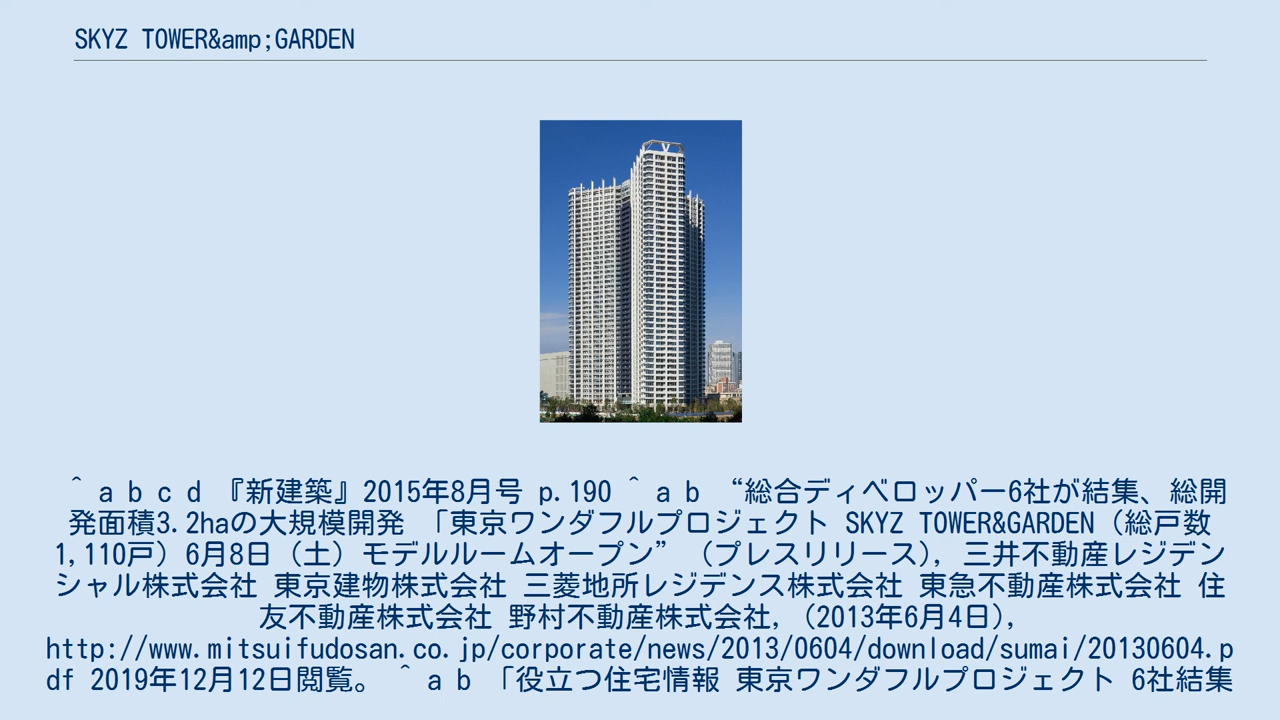 SKYZ TOWER&amp;GARDEN
^ a b c d 『新建築』2015年8月号 p.190 ^ a b “総合ディベロッパー6社が結集、総開
発面積3.2haの大規模開発 「東京ワンダフルプロジェクト SKYZ TOWER&GARDEN（総戸数
1,110戸）6月8日（土）モデルルームオープン” （プレスリリース), 三井不動産レジデン
シャル株式会社 東京建物株式会社 三菱地所レジデンス株式会社 東急不動産株式会社 住
友不動産株式会社 野村不動産株式会社, （2013年6月4日),
http://www.mitsuifudosan.co.jp/corporate/news/2013/0604/download/sumai/20130604.p
df 2019年12月12日閲覧。 ^ a b 「役立つ住宅情報 東京ワンダフルプロジェクト 6社結集